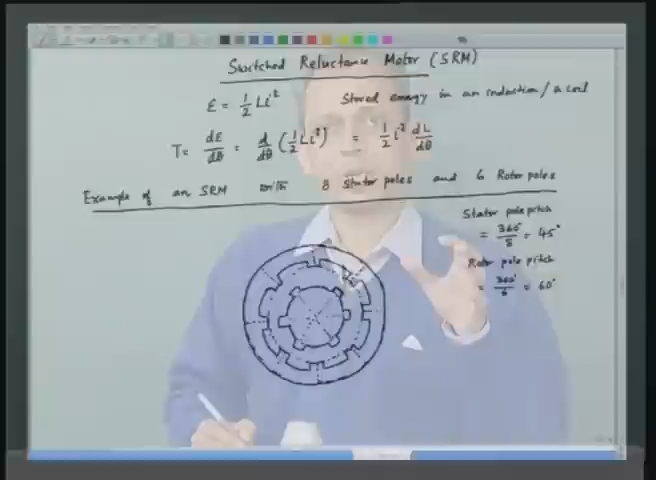 Switched Reluctance Motor (SRM)
E = 1/2 Li² Stored energy in an inductor / a coil
T = dE/dθ = d/dθ (1/2 Li²) = 1/2 i² dL/dθ
Example of an SRM with 8 Stator poles and 6 Rotor poles
Stator pole pitch
= 360°/8 = 45°
Rotor pole pitch
= 360°/6 = 60°